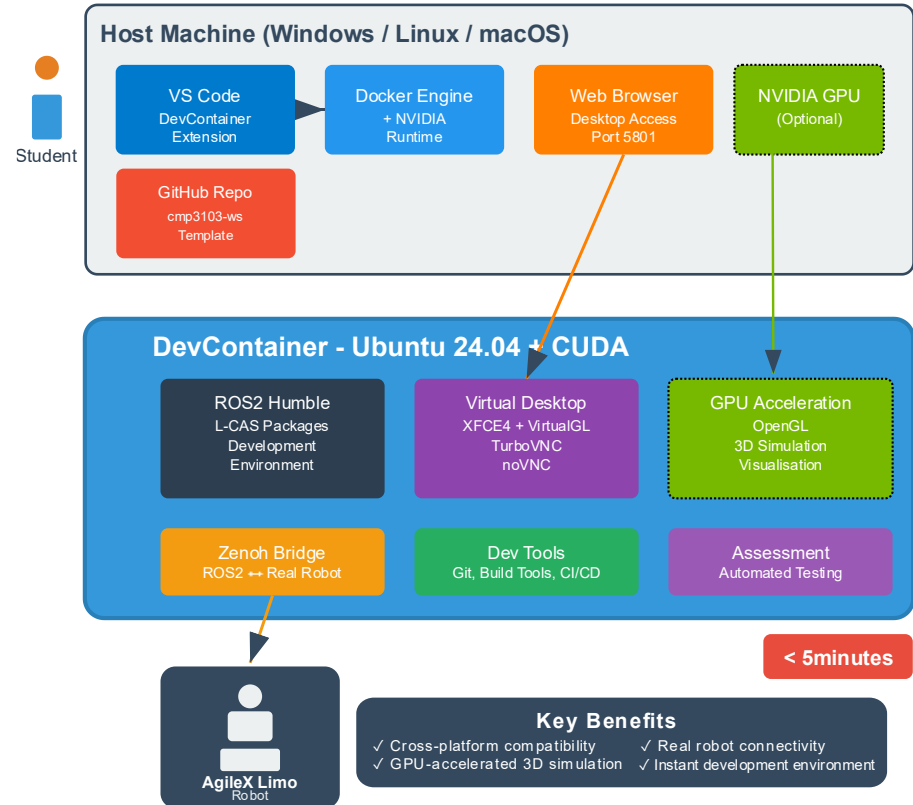 Host Machine (Windows / Linux / macOS)
Student
VS Code
DevContainer
Extension
Docker Engine
+ NVIDIA
Runtime
Web Browser
Desktop Access
Port 5801
NVIDIA GPU
(Optional)
GitHub Repo
cmp3103-ws
Template
DevContainer - Ubuntu 24.04 + CUDA
ROS2 Humble
L-CAS Packages
Development
Environment
Virtual Desktop
XFCE4 + VirtualGL
TurboVNC
noVNC
GPU Acceleration
OpenGL
3D Simulation
Visualisation
Zenoh Bridge
ROS2 ↔ Real Robot
Dev Tools
Git, Build Tools, CI/CD
Assessment
Automated Testing
< 5minutes
AgileX Limo
Robot
Key Benefits
✓ Cross-platform compatibility
✓ Real robot connectivity
✓ GPU-accelerated 3D simulation
✓ Instant development environment